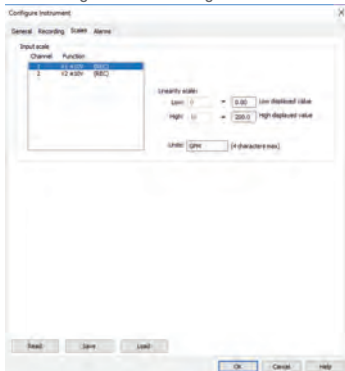 Configure Instrument
General Recording Scales Alarms
Input scale
Channel Function
1 (REC)
2 (REC)
Linearity scale:
Low: = 0.00 Low displayed value
High: = 200.0 High displayed value
Units: GPM (4 characters max)
Read Save Load
OK Cancel Help